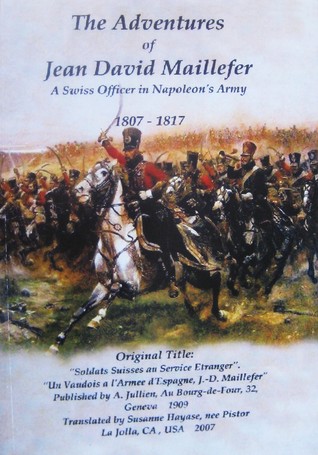 The Adventures
of
Jean David Maillefer
A Swiss Officer in Napoleon's Army
1807 - 1817
Original Title:
"Soldats Suisses au Service Etranger".
"Un Vaudois a l'Armee d'Espagne, J.-D. Maillefer"
Published by A. Jullien, Au Bourg-de-Four, 32,
Geneva 1909
Translated by Susanne Hayase, nee Pistor
La Jolla, CA , USA 2007